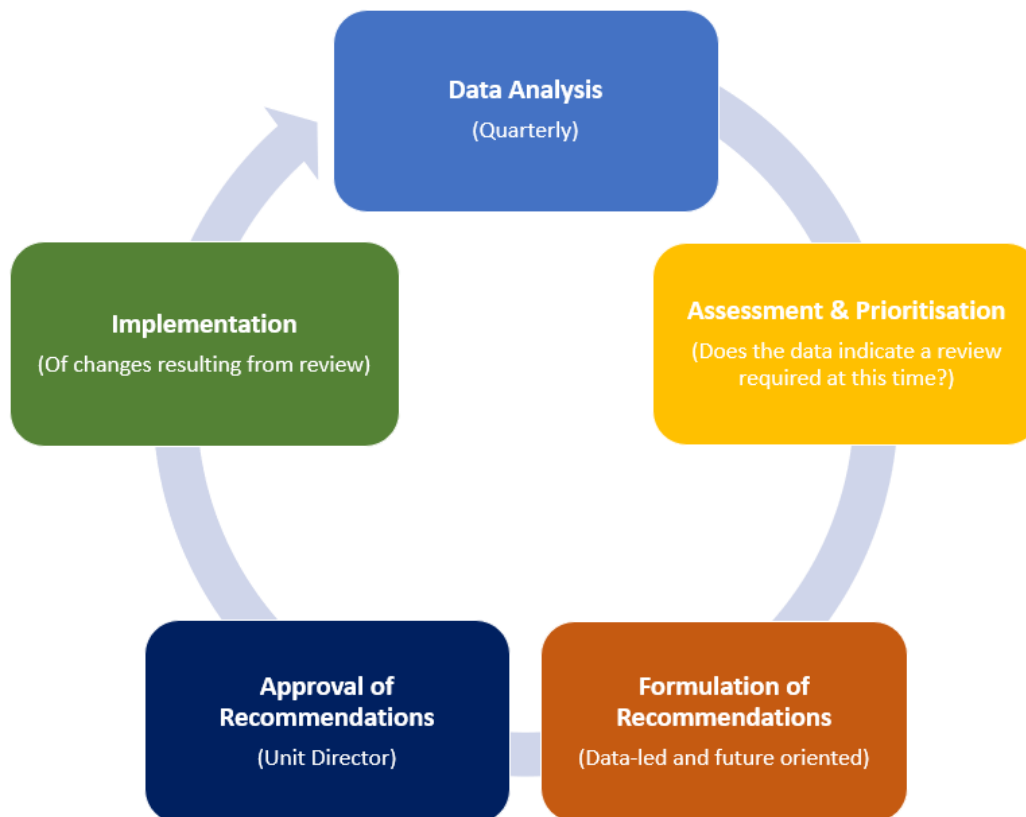 Data Analysis
(Quarterly)
Assessment & Prioritisation
(Does the data indicate a review
required at this time?)
Formulation of
Recommendations
(Data-led and future oriented)
Approval of
Recommendations
(Unit Director)
Implementation
(Of changes resulting from review)